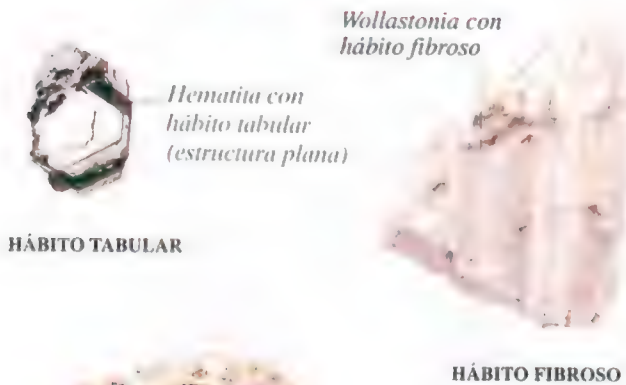 Wollastonia con
hábito fibroso
Hematita con
hábito tabular
(estructura plana)
HÁBITO TABULAR
HÁBITO FIBROSO